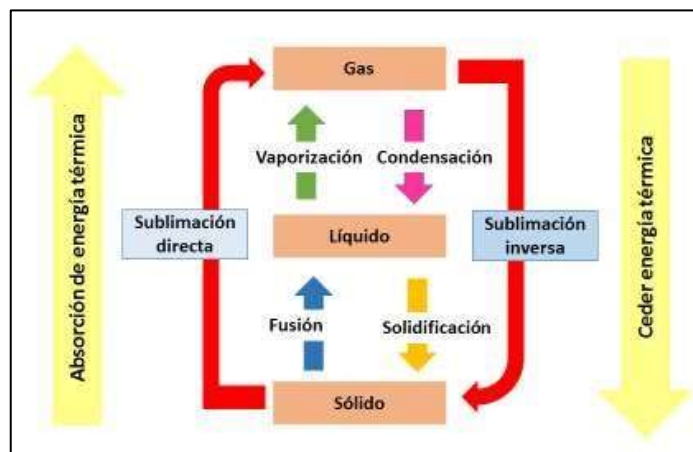 Gas
Absorción de energía térmica
Vaporización
Condensación
Sublimación
directa
Líquido
Sublimación
inversa
Ceder energía térmica
Fusión
Solidificación
Sólido